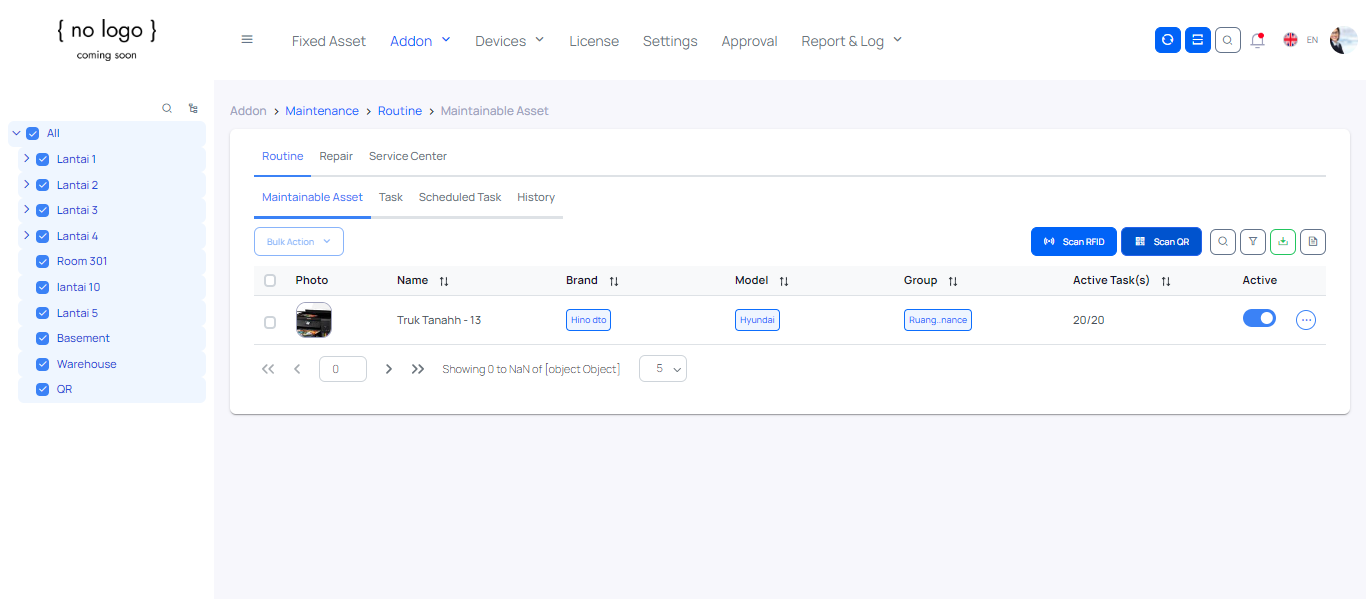 { no logo }
coming soon
Fixed Asset Addon Devices License Settings Approval Report & Log EN
All
Lantai 1
Lantai 2
Lantai 3
Lantai 4
Room 301
lantai 10
Lantai 5
Basement
Warehouse
QR
Addon > Maintenance > Routine > Maintainable Asset
Routine Repair Service Center
Maintainable Asset Task Scheduled Task History
Bulk Action Scan RFID Scan QR
Photo Name Brand Model Group Active Task(s) Active
Truk Tanahh - 13 Hino dto Hyundai Ruang..nance 20/20
0 Showing 0 to NaN of [object Object] 5